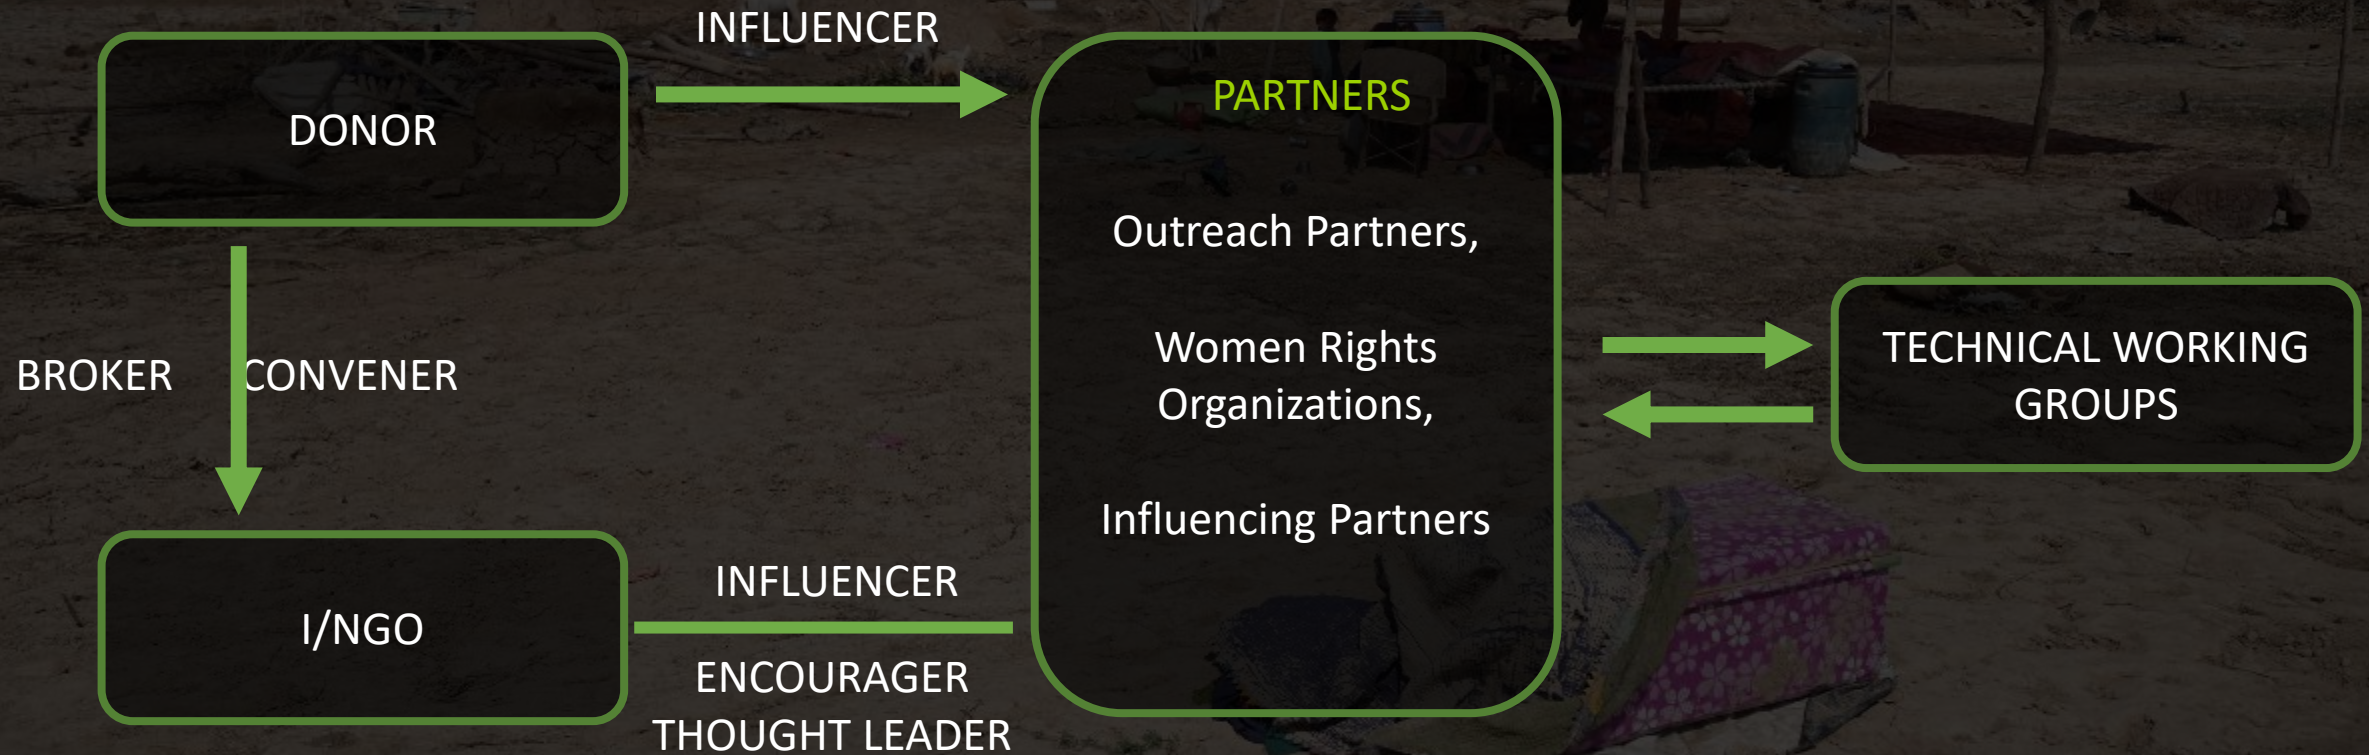 INFLUENCER
DONOR
BROKER
CONVENER
I/NGO
INFLUENCER
ENCOURAGER
THOUGHT LEADER
PARTNERS
Outreach Partners,
Women Rights
Organizations,
Influencing Partners
TECHNICAL WORKING
GROUPS